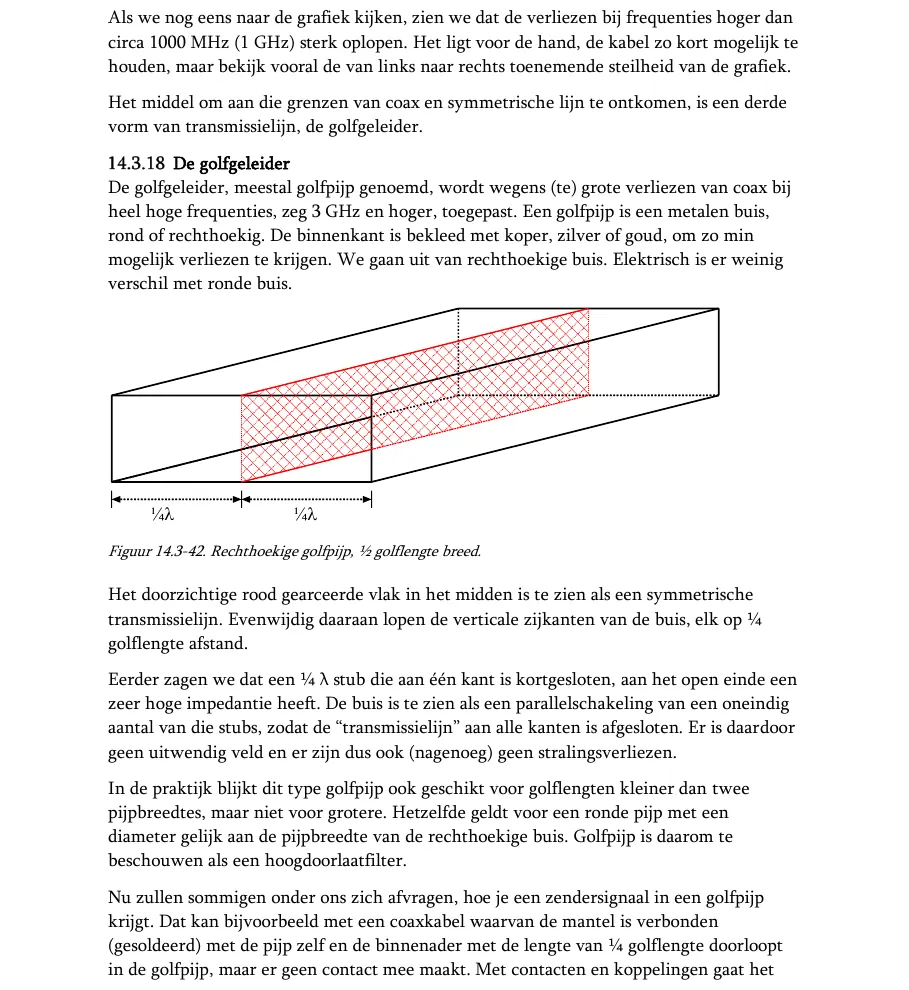 Als we nog eens naar de grafiek kijken, zien we dat de verliezen bij frequenties hoger dan
circa 1000 MHz (1 GHz) sterk oplopen. Het ligt voor de hand, de kabel zo kort mogelijk te
houden, maar bekijk vooral de van links naar rechts toenemende steilheid van de grafiek.
Het middel om aan die grenzen van coax en symmetrische lijn te ontkomen, is een derde
vorm van transmissielijn, de golfgeleider.
14.3.18 De golfgeleider
De golfgeleider, meestal golfpijp genoemd, wordt wegens (te) grote verliezen van coax bij
heel hoge frequenties, zeg 3 GHz en hoger, toegepast. Een golfpijp is een metalen buis,
rond of rechthoekig. De binnenkant is bekleed met koper, zilver of goud, om zo min
mogelijk verliezen te krijgen. We gaan uit van rechthoekige buis. Elektrisch is er weinig
verschil met ronde buis.
¼λ ¼λ
Figuur 14.3-42. Rechthoekige golfpijp, ½ golflengte breed.
Het doorzichtige rood gearceerde vlak in het midden is te zien als een symmetrische
transmissielijn. Evenwijdig daaraan lopen de verticale zijkanten van de buis, elk op ¼
golflengte afstand.
Eerder zagen we dat een ¼ λ stub die aan één kant is kortgesloten, aan het open einde een
zeer hoge impedantie heeft. De buis is te zien als een parallelschakeling van een oneindig
aantal van die stubs, zodat de “transmissielijn” aan alle kanten is afgesloten. Er is daardoor
geen uitwendig veld en er zijn dus ook (nagenoeg) geen stralingsverliezen.
In de praktijk blijkt dit type golfpijp ook geschikt voor golflengten kleiner dan twee
pijpbreedtes, maar niet voor grotere. Hetzelfde geldt voor een ronde pijp met een
diameter gelijk aan de pijpbreedte van de rechthoekige buis. Golfpijp is daarom te
beschouwen als een hoogdoorlaatfilter.
Nu zullen sommigen onder ons zich afvragen, hoe je een zendersignaal in een golfpijp
krijgt. Dat kan bijvoorbeeld met een coaxkabel waarvan de mantel is verbonden
(gesoldeerd) met de pijp zelf en de binnenader met de lengte van ¼ golflengte doorloopt
in de golfpijp, maar er geen contact mee maakt. Met contacten en koppelingen gaat het